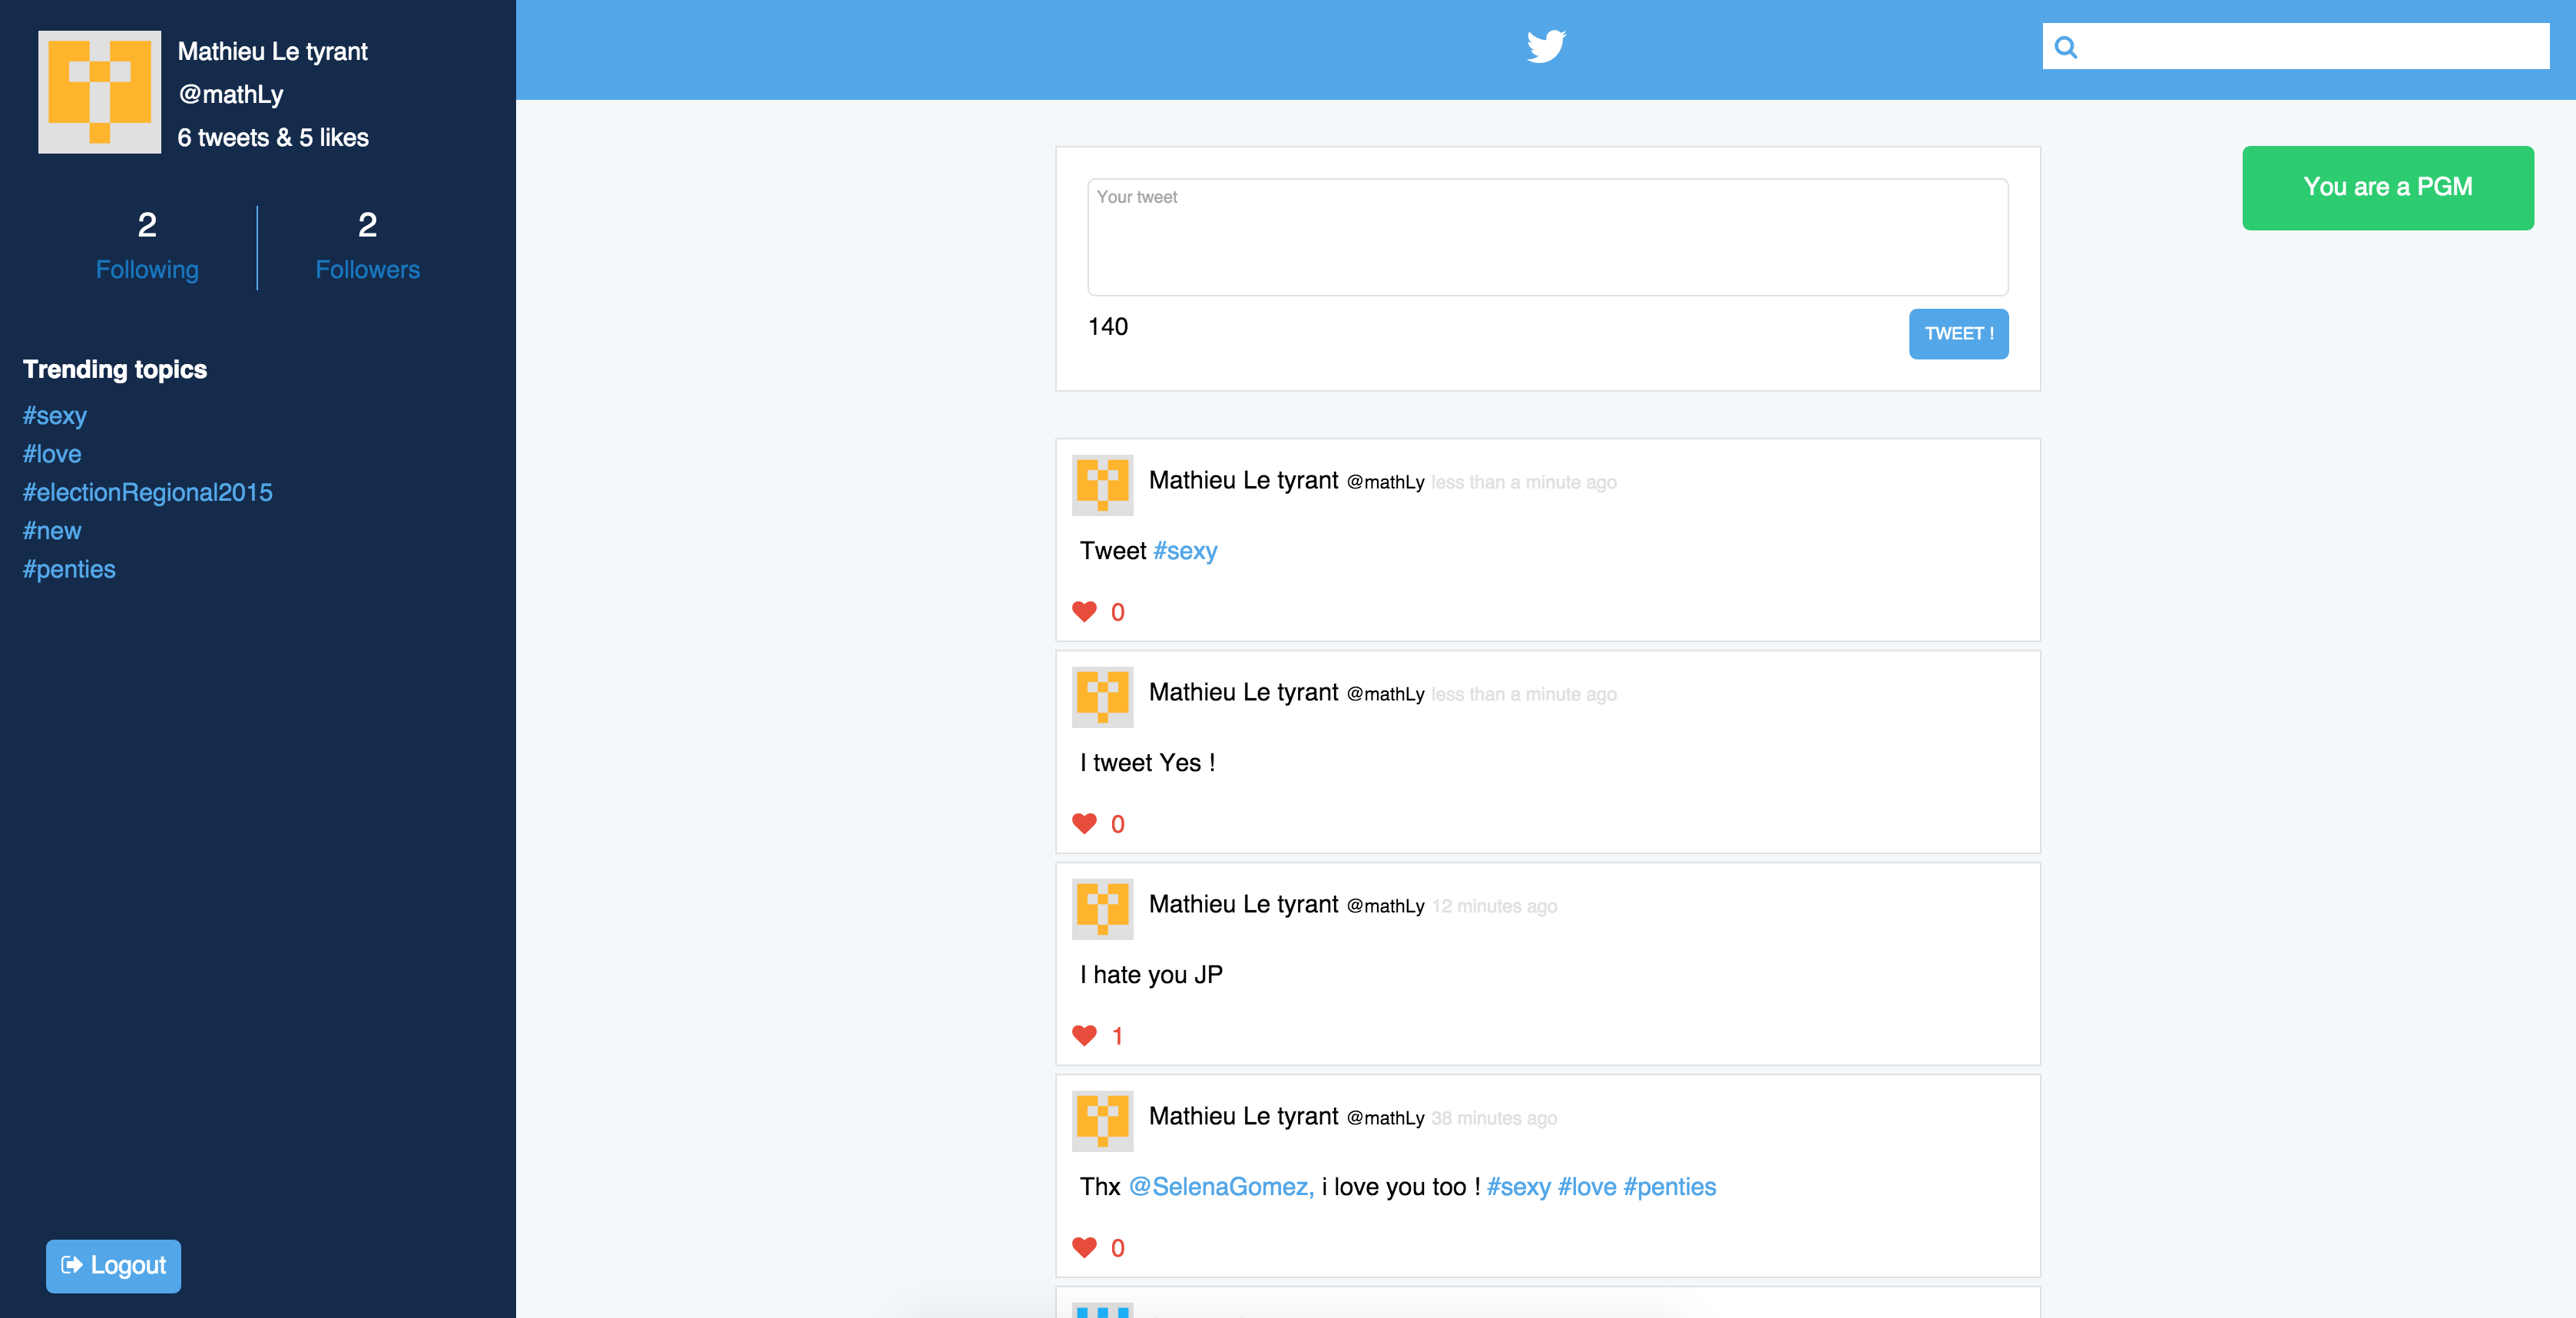 Mathieu Le tyrant
@mathLy
6 tweets & 5 likes
2
Following
2
Followers
Trending topics
#sexy
#love
#electionRegional2015
#new
#penties
Logout
Your tweet
140
TWEET !
You are a PGM
Mathieu Le tyrant @mathLy less than a minute ago
Tweet #sexy
0
Mathieu Le tyrant @mathLy less than a minute ago
I tweet Yes !
0
Mathieu Le tyrant @mathLy 12 minutes ago
I hate you JP
1
Mathieu Le tyrant @mathLy 38 minutes ago
Thx @SelenaGomez, i love you too ! #sexy #love #penties
0